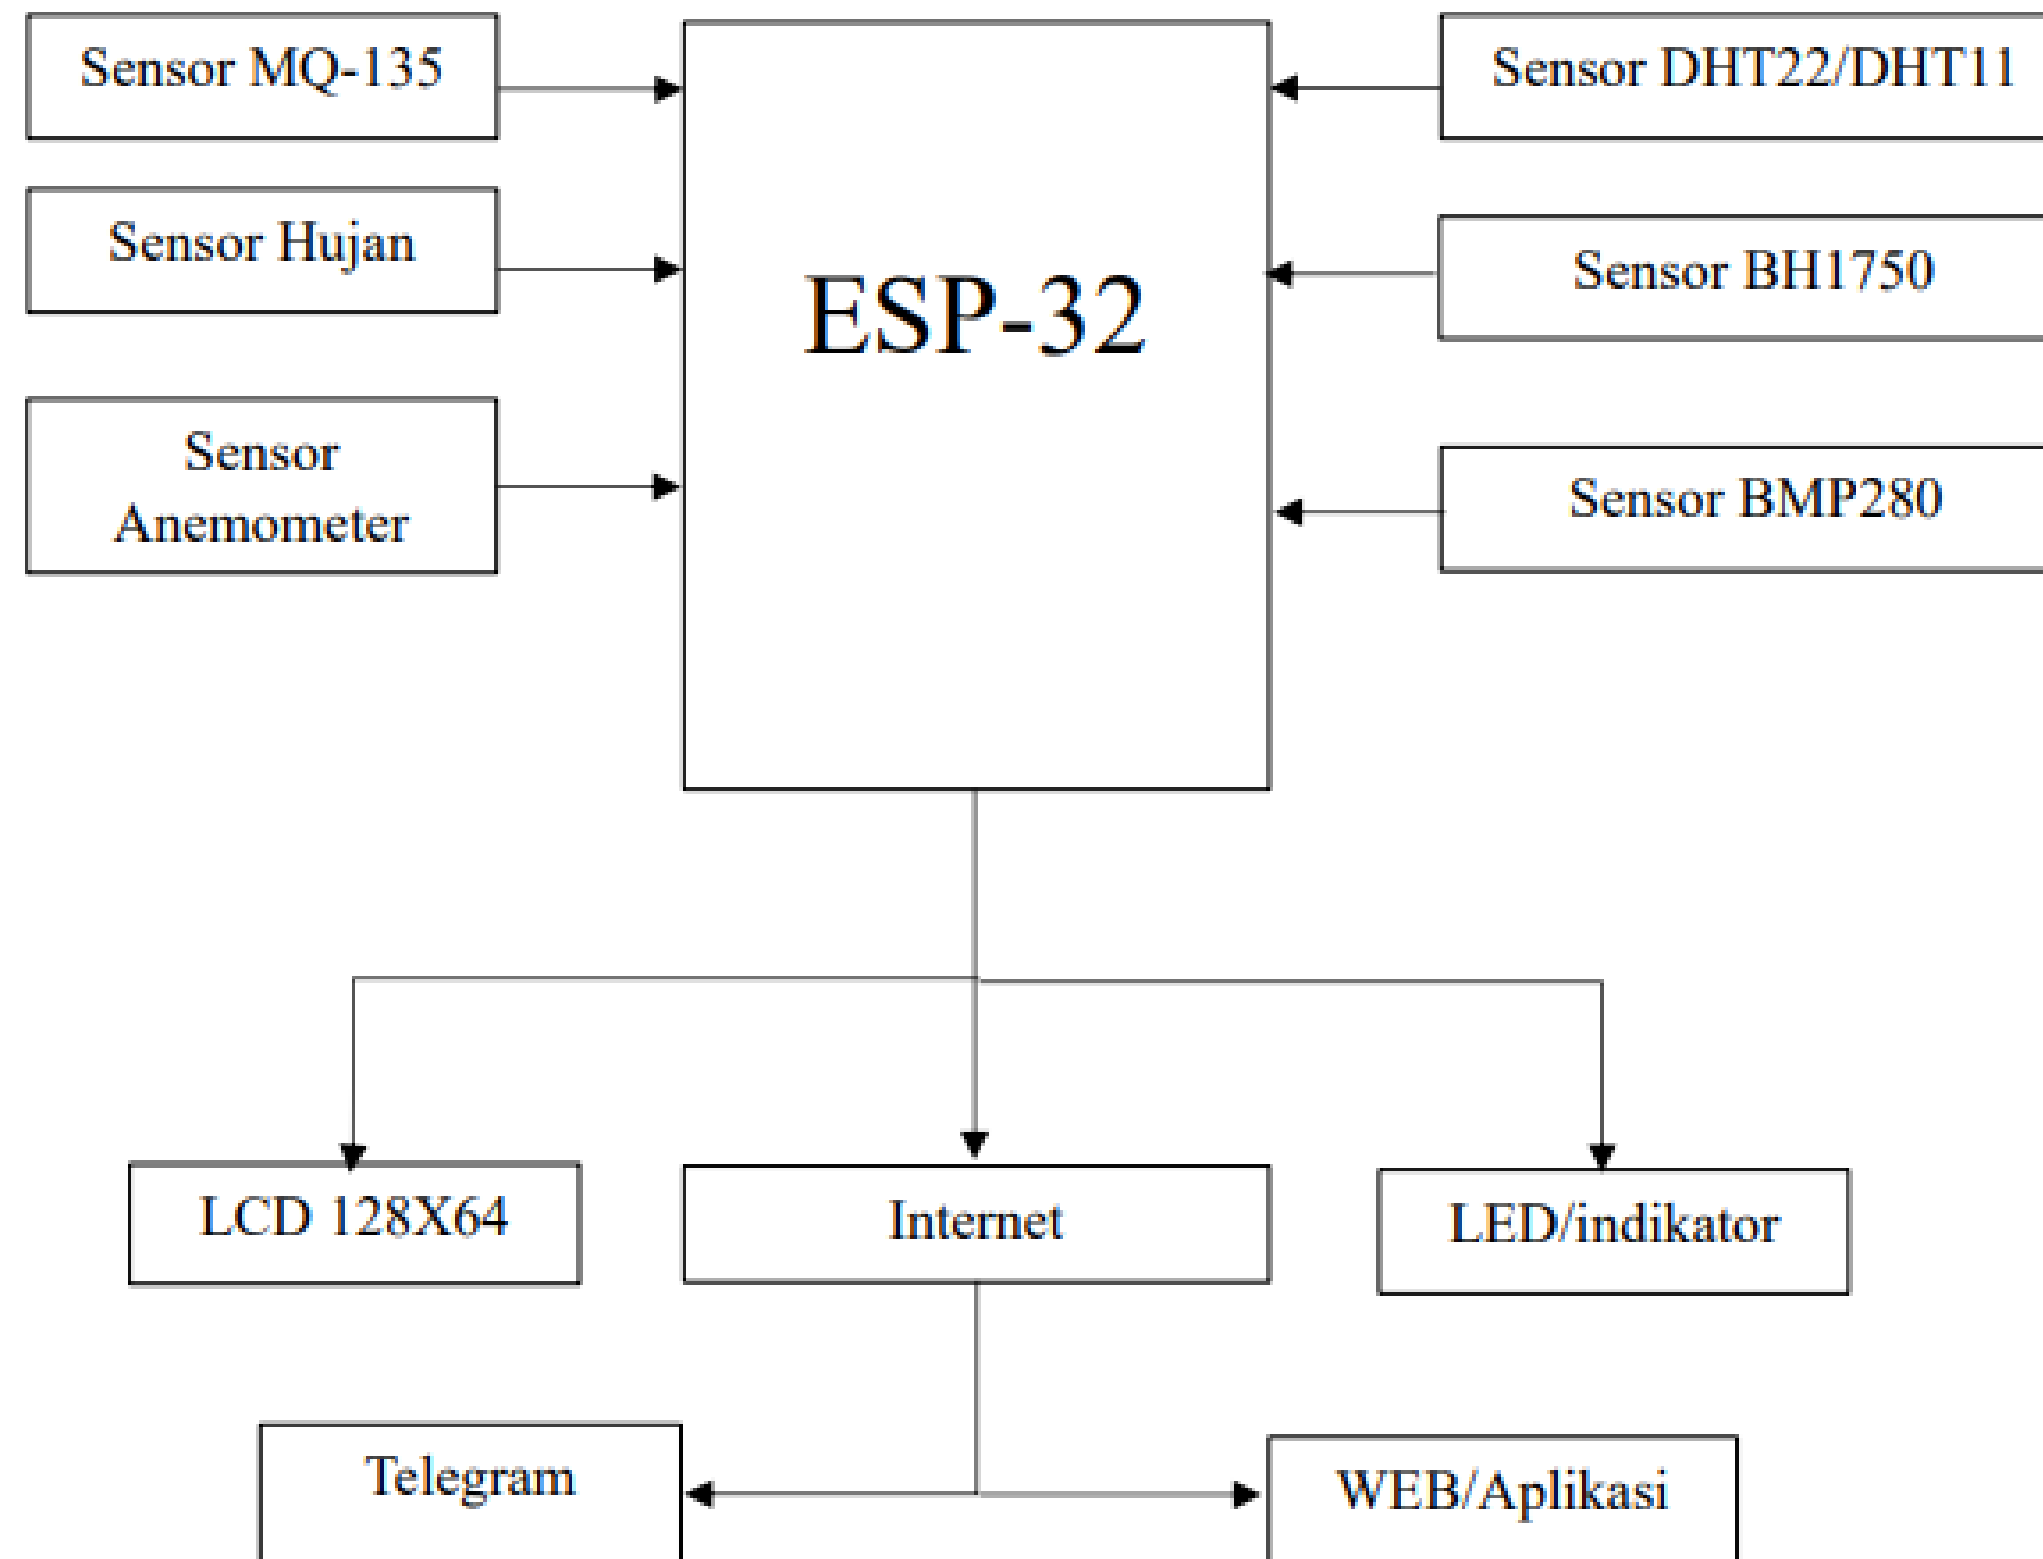 Sensor MQ-135
Sensor DHT22/DHT11
Sensor Hujan
Sensor BH1750
ESP-32
Sensor
Anemometer
Sensor BMP280
LCD 128X64
Internet
LED/indikator
Telegram
WEB/Aplikasi